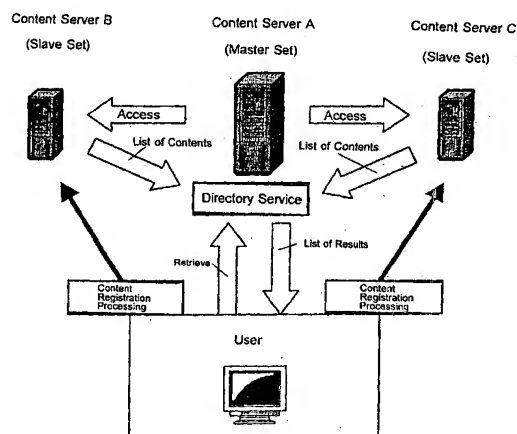 Content Server B
(Slave Set)
Content Server A
(Master Set)
Content Server C
(Slave Set)
Access
Access
List of Contents
List of Contents
Directory Service
Retrieve
List of Results
Content
Registration
Processing
Content
Registration
Processing
User